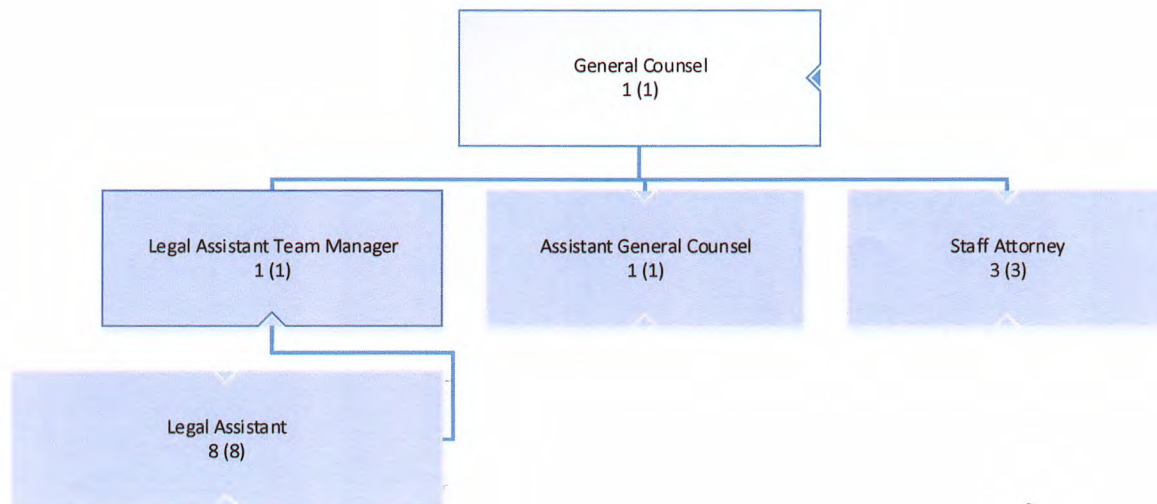 General Counsel
1 (1)
Legal Assistant Team Manager
1 (1)
Assistant General Counsel
1 (1)
Staff Attorney
3 (3)
Legal Assistant
8 (8)